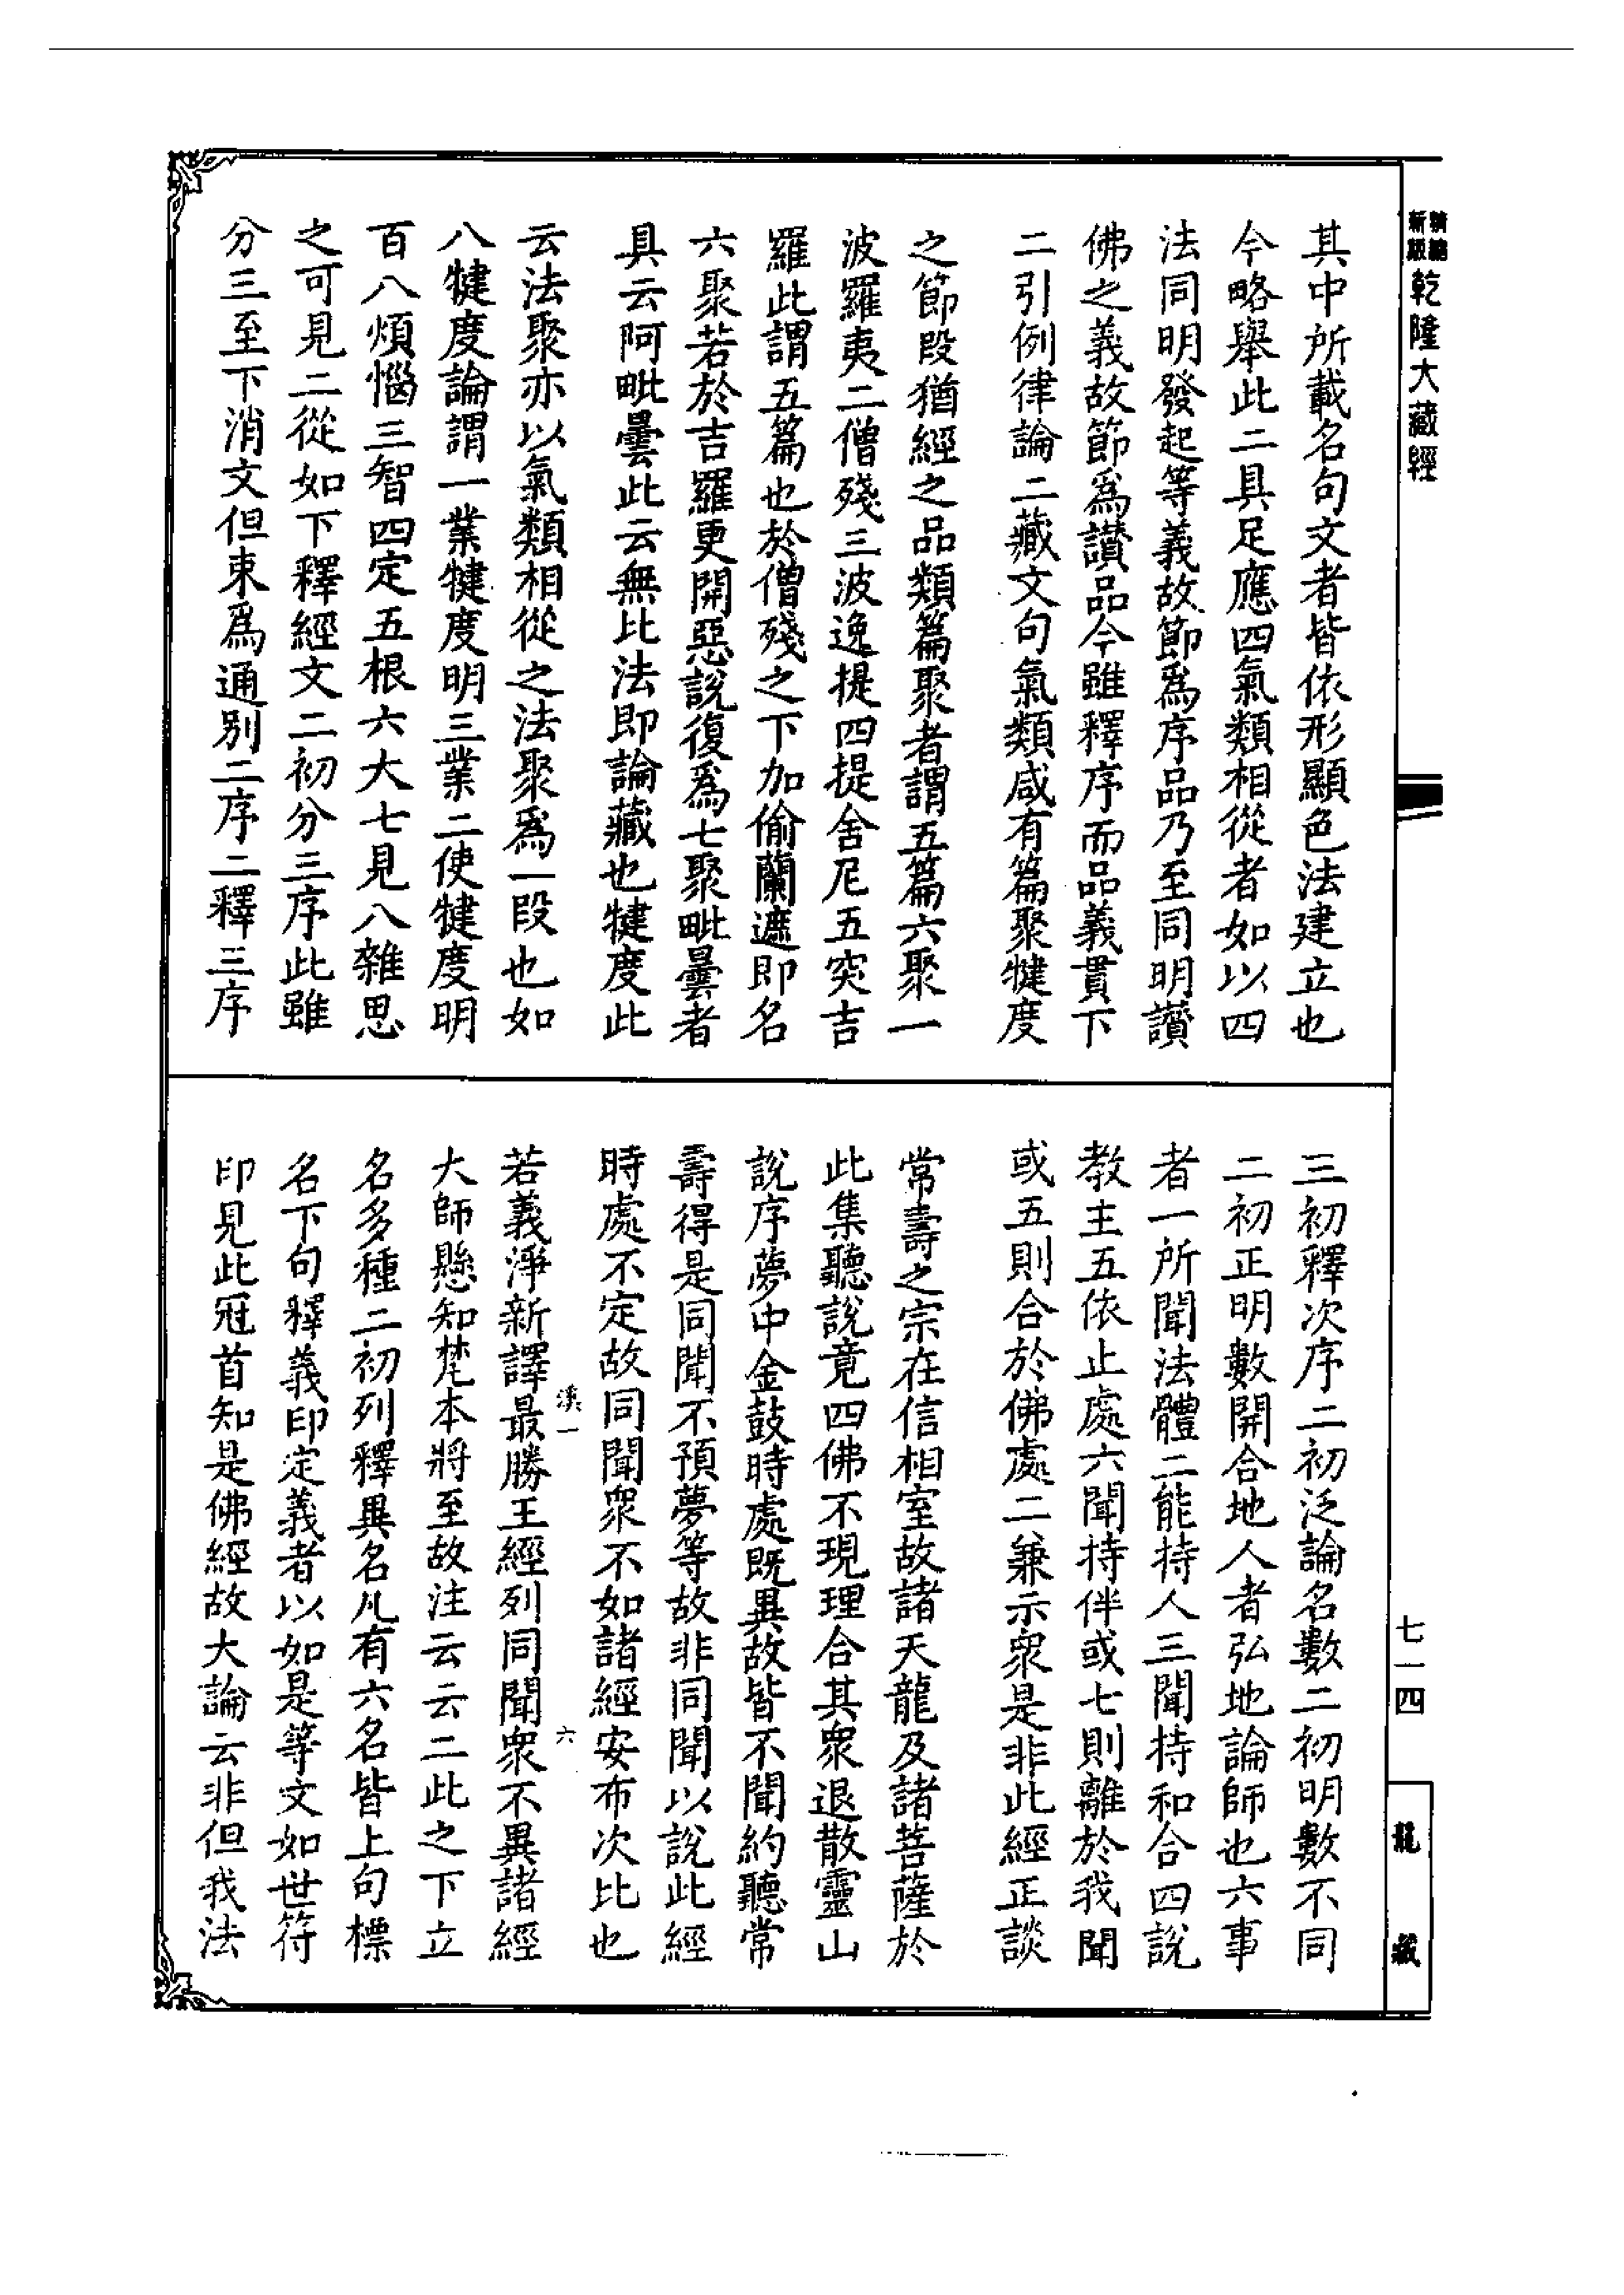 新編
新版
乾隆大藏經
其中所載名句文者皆依形顯色法建立也
今略舉此二具足應四氣類相從者如以四
法同明發起等義故節爲序品乃至同明讃
佛之義故節爲讃品今雖釋序而品義貫下
二引例律論二藏文句氣類咸有篇聚犍度
之節段猶經之品類篇聚者謂五篇六聚一
波羅夷二僧殘三波逸提四提舍尼五突吉
羅此謂五篇也於僧殘之下加偷蘭遮即名
六聚若於吉羅更開惡說復爲七聚毗曇者
具云阿毗曇此云無比法即論藏也犍度此
云法聚亦以氣類相從之法聚爲一段也如
八犍度論謂一業犍度明三業二使犍度明
百八煩惱三智四定五根六大七見八雜思
之可見二從如下釋經文二初分三序此雖
分三至下消文但束爲通別二序二釋三序
三初釋次序二初泛論名數二初明數不同
二初正明數開合地人者弘地論師也六事
者一所聞法體二能持人三聞持和合四說
教主五依止處六聞持伴或七則離於我聞
或五則合於佛處二兼示衆是非此經正談
常壽之宗在信相室故諸天龍及諸菩薩於
此集聽說竟四佛不現理合其衆退散靈山
說序夢中金鼓時處既異故皆不聞約聽常
壽得是同聞不預夢等故非同聞以說此經
時處不定故同聞衆不如諸經安布次比也
溪一
六
若義淨新譯最勝王經列同聞衆不異諸經
大師懸知梵本將至故注云云二此之下立
名多種二初列釋異名凡有六名皆上句標
名下句釋義印定義者以如是等文如世符
印見此冠首知是佛經故大論云非但我法
七一四
龍藏